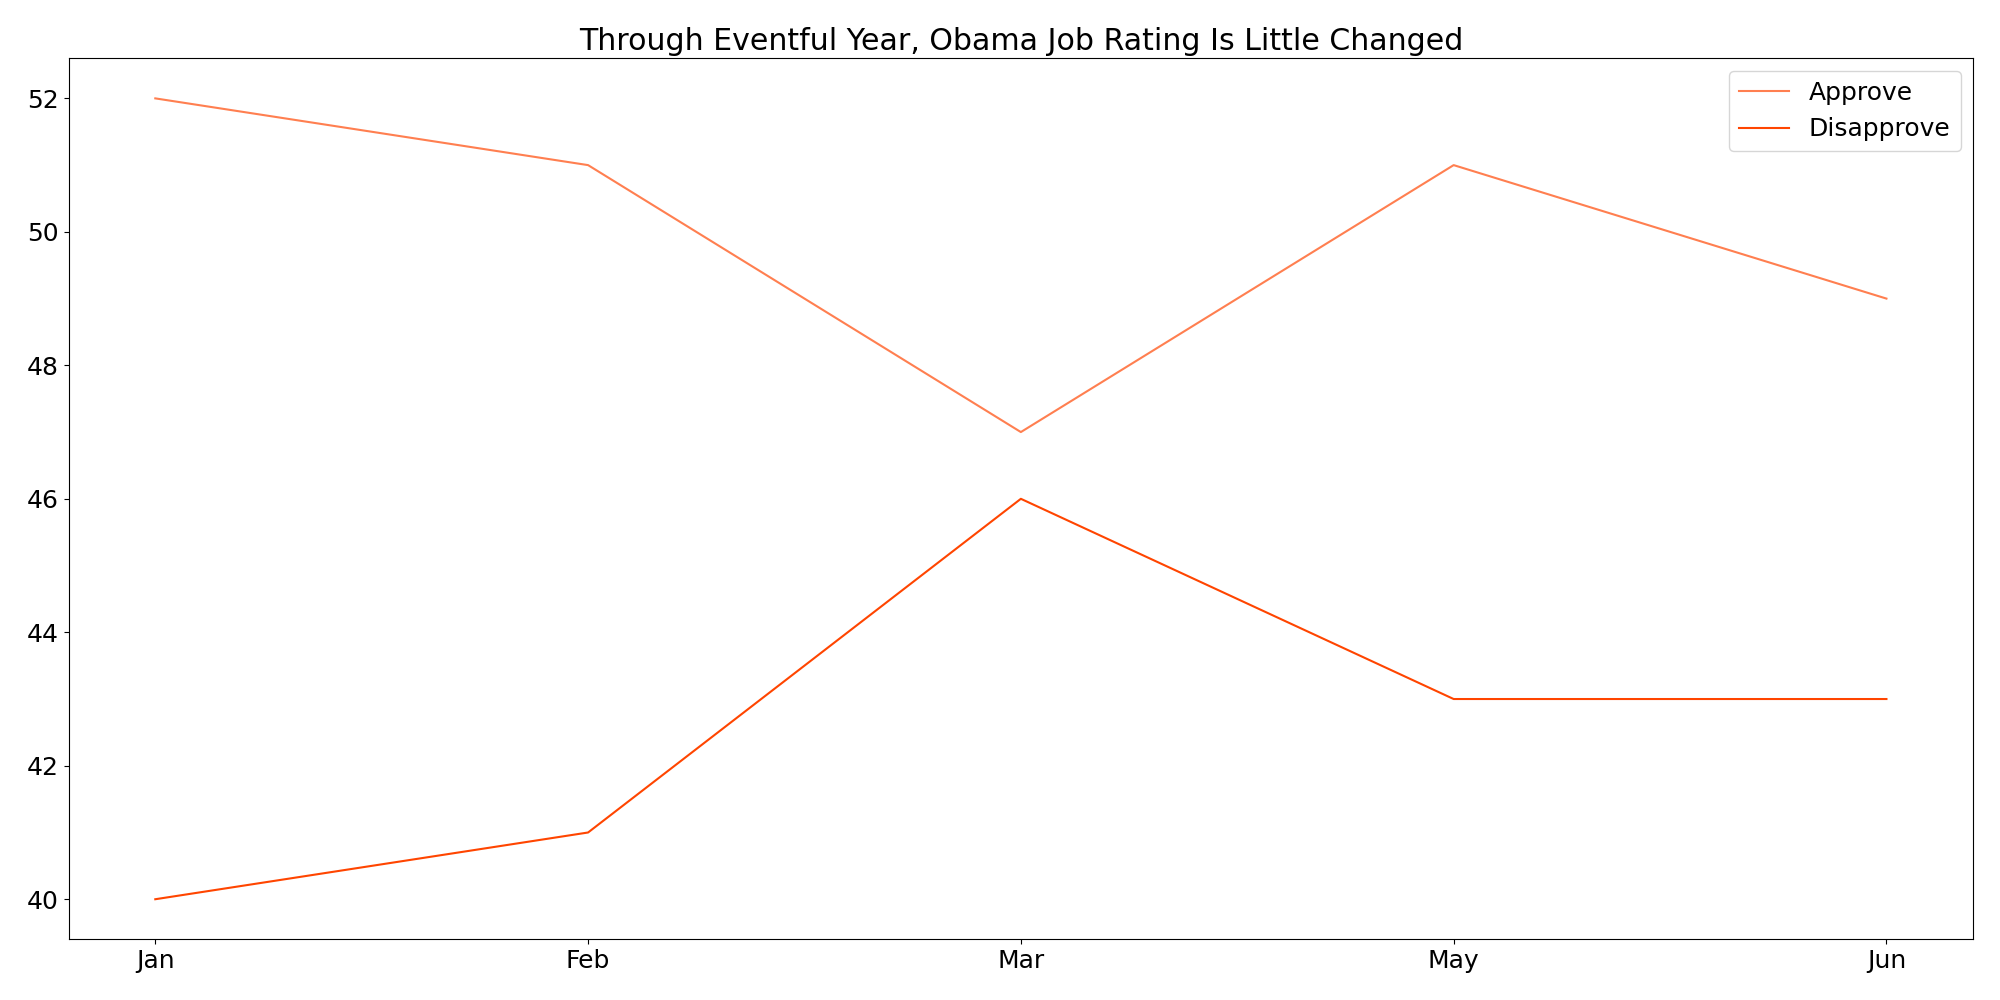 Through Eventful Year, Obama Job Rating Is Little Changed
Approve
Disapprove
52
50
48
46
44
42
40
Jan Feb Mar May Jun